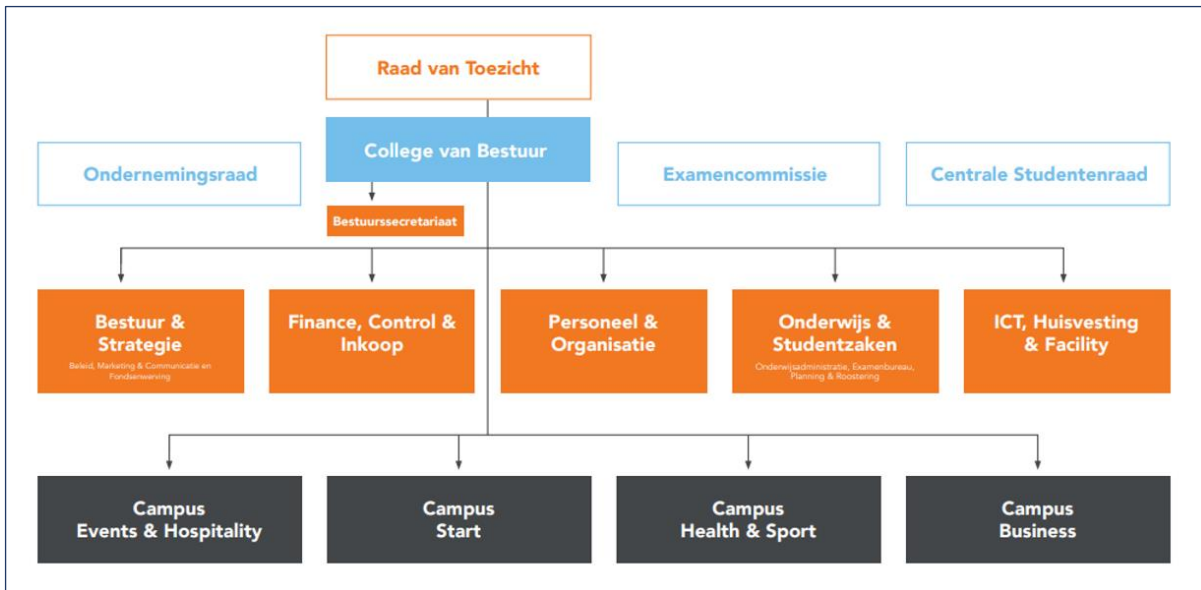 Raad van Toezicht
College van Bestuur
Ondernemingsraad
Examencommissie
Centrale Studentenraad
Bestuurssecretariaat
Bestuur &
Strategie
Beleid, Marketing & Communicatie en
Fondsenwerving
Finance, Control &
Inkoop
Personeel &
Organisatie
Onderwijs &
Studentzaken
Onderwijsadministratie, Examenbureau,
Planning & Roostering
ICT, Huisvesting
& Facility
Campus
Events & Hospitality
Campus
Start
Campus
Health & Sport
Campus
Business